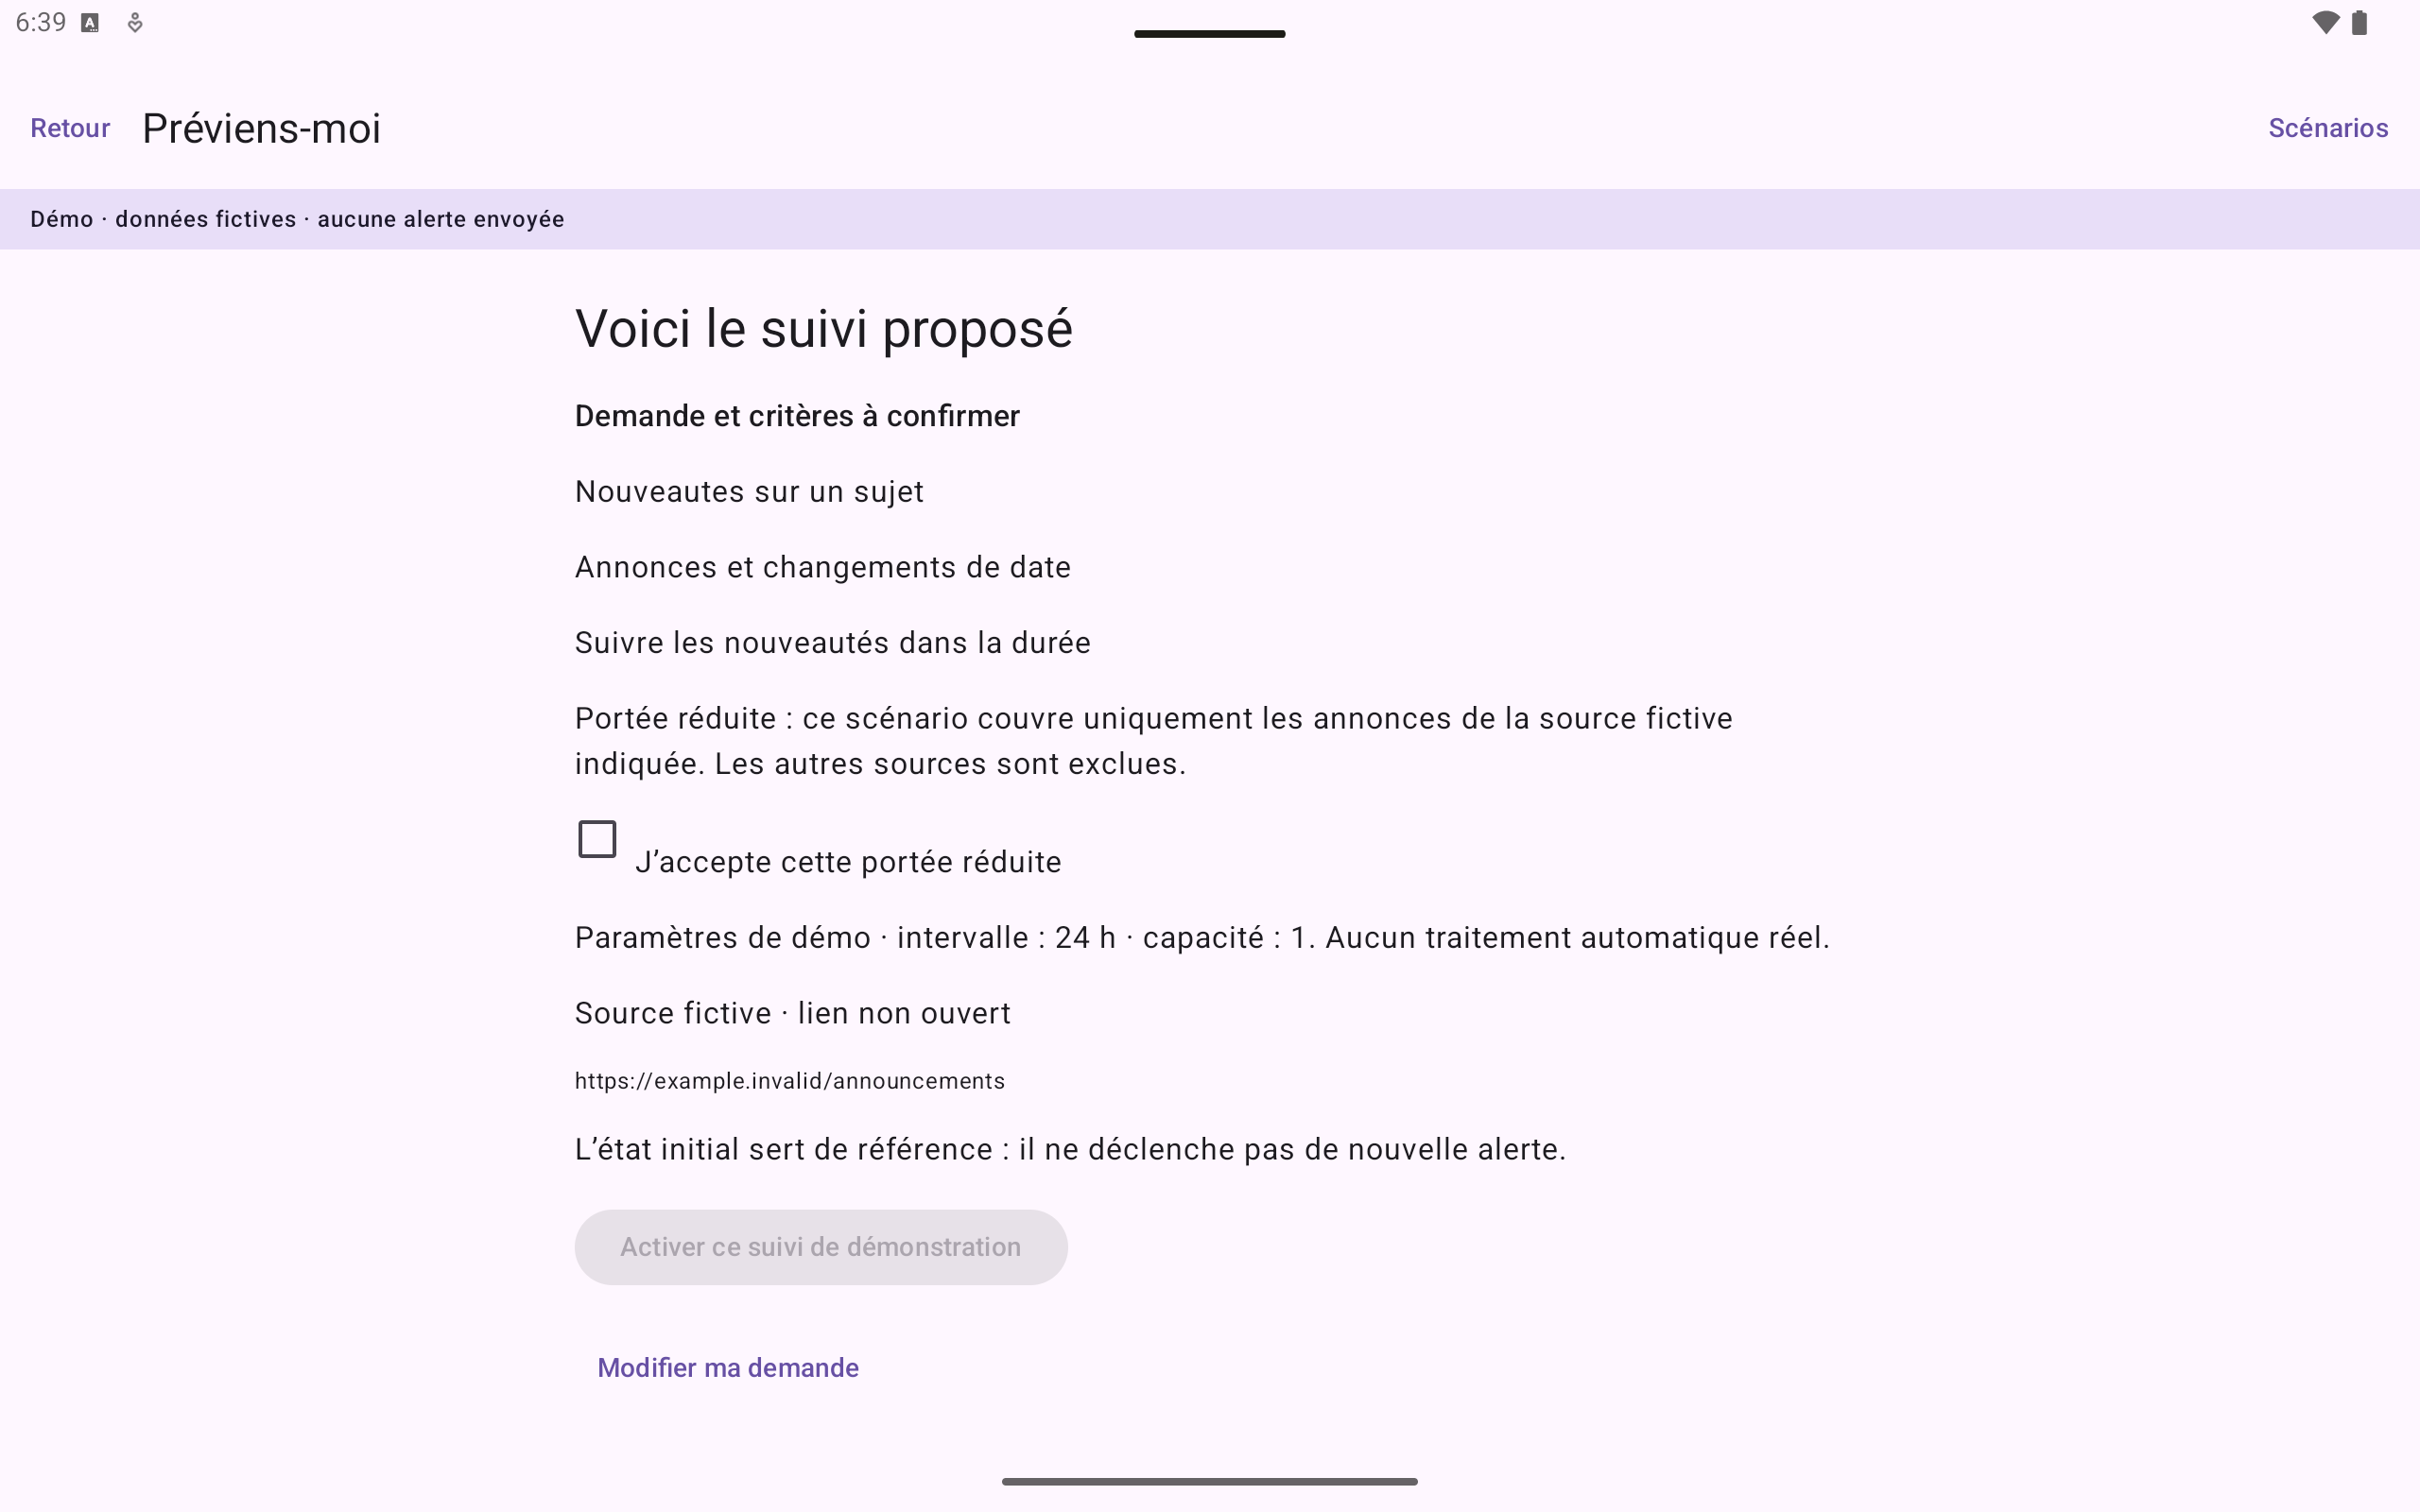 6:39
Retour Préviens-moi Scénarios
Démo · données fictives · aucune alerte envoyée
Voici le suivi proposé
Demande et critères à confirmer
Nouveautes sur un sujet
Annonces et changements de date
Suivre les nouveautés dans la durée
Portée réduite : ce scénario couvre uniquement les annonces de la source fictive
indiquée. Les autres sources sont exclues.
J’accepte cette portée réduite
Paramètres de démo · intervalle : 24 h · capacité : 1. Aucun traitement automatique réel.
Source fictive · lien non ouvert
https://example.invalid/announcements
L’état initial sert de référence : il ne déclenche pas de nouvelle alerte.
Activer ce suivi de démonstration
Modifier ma demande